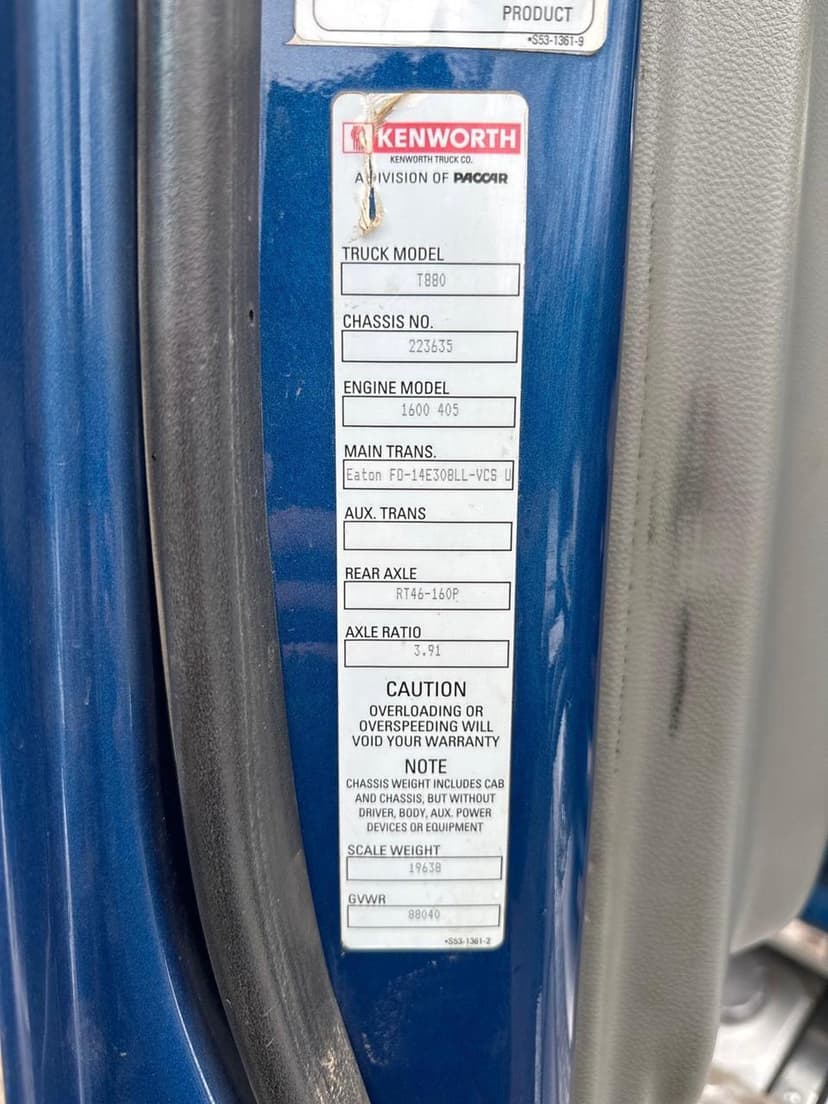 PRODUCT
•S53-1361-9
KENWORTH
KENWORTH TRUCK CO.
A DIVISION OF PACCAR
TRUCK MODEL
T880
CHASSIS NO.
223635
ENGINE MODEL
1600 405
MAIN TRANS.
Eaton FO-14E308LL-VCS U
AUX. TRANS
REAR AXLE
RT46-160P
AXLE RATIO
3.91
CAUTION
OVERLOADING OR
OVERSPEEDING WILL
VOID YOUR WARRANTY
NOTE
CHASSIS WEIGHT INCLUDES CAB
AND CHASSIS, BUT WITHOUT
DRIVER, BODY, AUX. POWER
DEVICES OR EQUIPMENT
SCALE WEIGHT
19638
GVWR
88040
•S53-1361-2